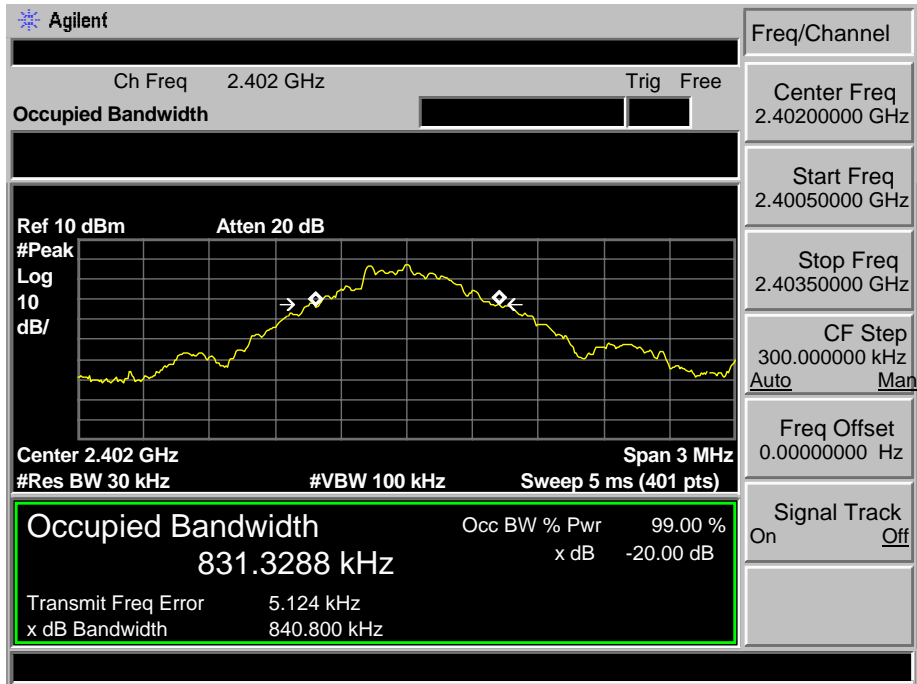 Agilent
Freq/Channel
Ch Freq 2.402 GHz Trig Free
Occupied Bandwidth
Center Freq
2.40200000 GHz
Start Freq
2.40050000 GHz
Stop Freq
2.40350000 GHz
CF Step
300.000000 kHz
Auto Man
Freq Offset
0.00000000 Hz
Signal Track
On Off
Ref 10 dBm Atten 20 dB
#Peak
Log
10
dB/
Center 2.402 GHz Span 3 MHz
#Res BW 30 kHz #VBW 100 kHz Sweep 5 ms (401 pts)
Occupied Bandwidth Occ BW % Pwr 99.00 %
831.3288 kHz x dB -20.00 dB
Transmit Freq Error 5.124 kHz
x dB Bandwidth 840.800 kHz